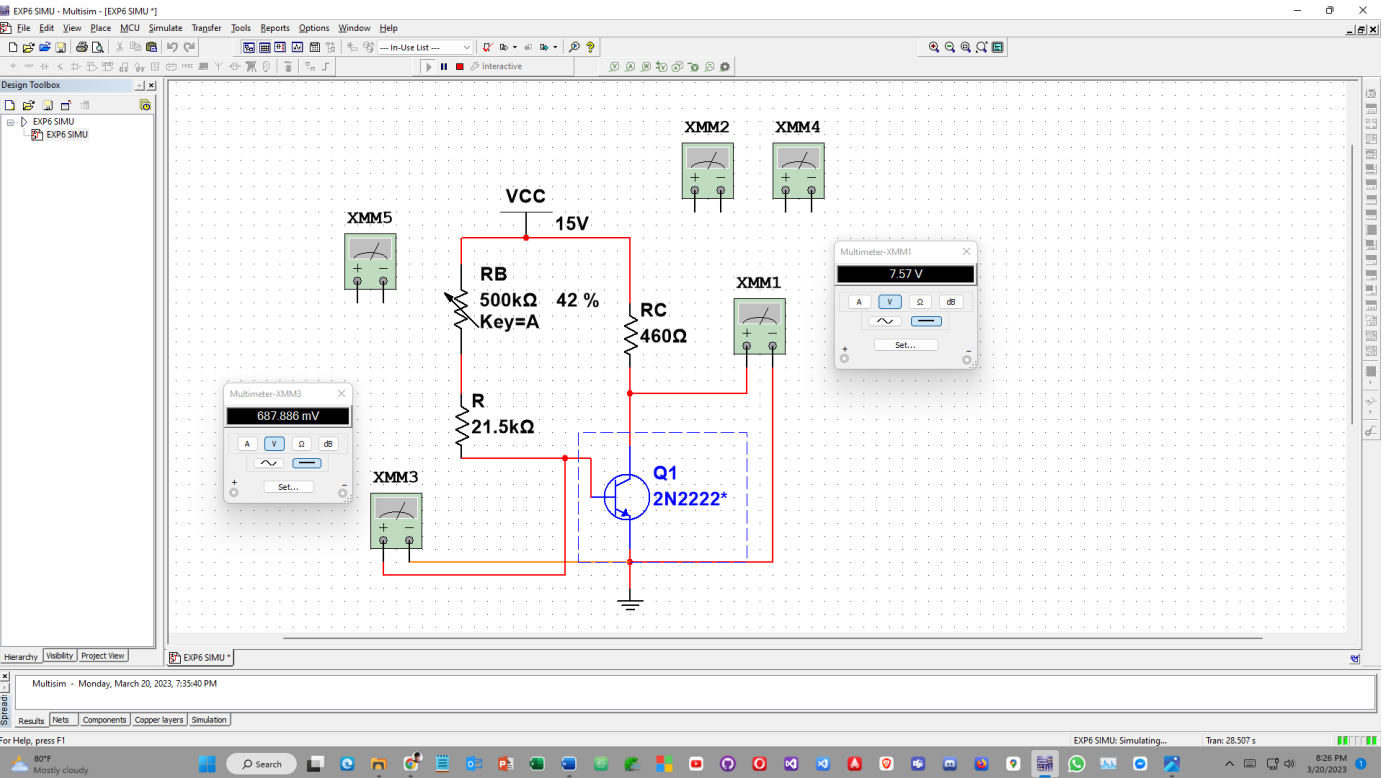 EXP6 SIMU - Multisim - [EXP6 SIMU *]
File Edit View Place MCU Simulate Transfer Tools Reports Options Window Help
--- In-Use List ---
Interactive
Design Toolbox
EXP6 SIMU
EXP6 SIMU
XMM2
XMM4
VCC
15V
XMM5
RB
500kΩ 42 %
Key=A
RC
460Ω
XMM1
Multimeter-XMM1
7.57 V
A V Ω dB
Set...
+ −
Multimeter-XMM3
687.886 mV
A V Ω dB
Set...
+ −
R
21.5kΩ
XMM3
Q1
2N2222*
Hierarchy Visibility Project View
EXP6 SIMU *
Multisim - Monday, March 20, 2023, 7:35:40 PM
Results Nets Components Copper layers Simulation
For Help, press F1
EXP6 SIMU: Simulating...
Tran: 28.507 s
80°F
Mostly cloudy
Search
8:26 PM
3/20/2023
1